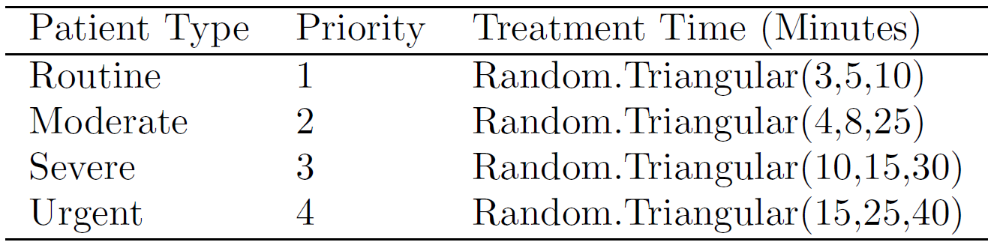 Patient Type Priority Treatment Time (Minutes)
Routine 1 Random.Triangular(3,5,10)
Moderate 2 Random.Triangular(4,8,25)
Severe 3 Random.Triangular(10,15,30)
Urgent 4 Random.Triangular(15,25,40)